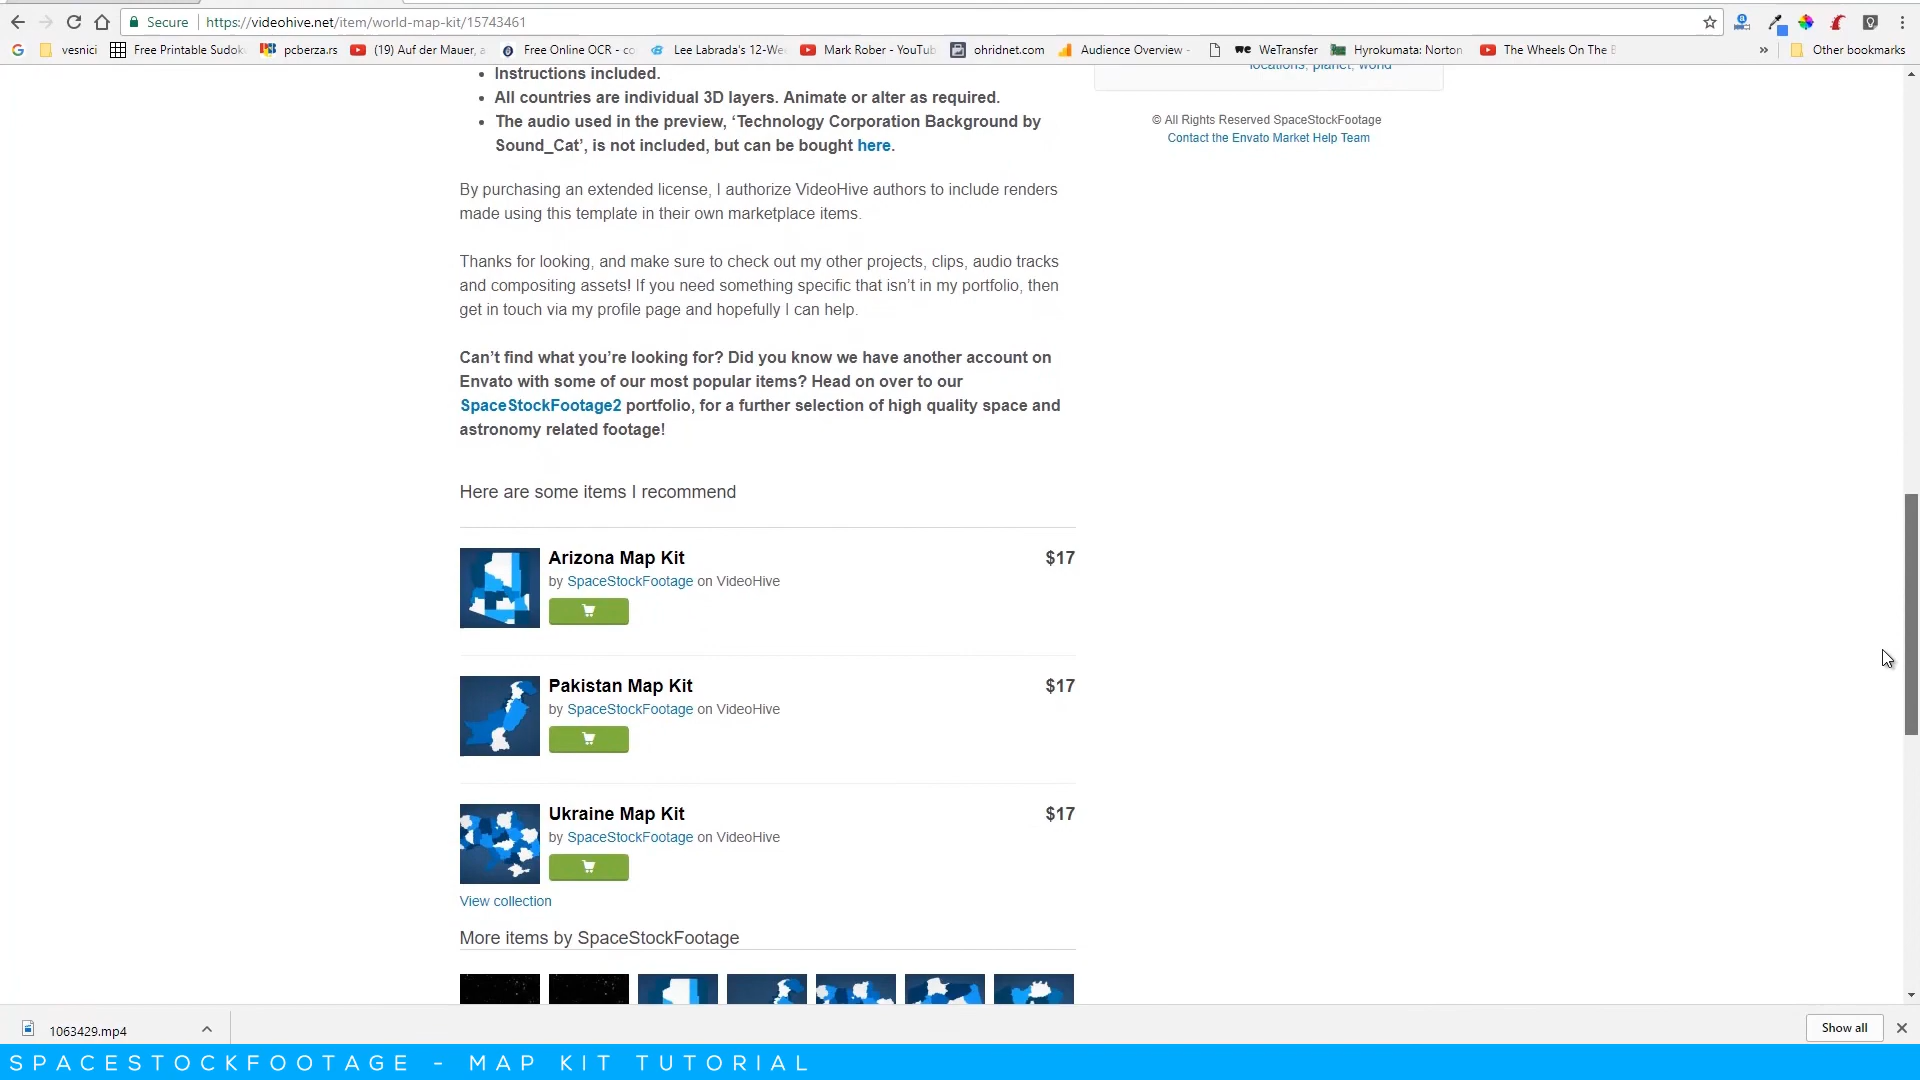 Secure
https://videohive.net/item/world-map-kit/15743461
vesnici
Free Printable Sudok
pcberza.rs
(19) Auf der Mauer, a
Free Online OCR - co
Lee Labrada's 12-We
Mark Rober - YouTub
ohridnet.com
Audience Overview -
WeTransfer
Hyrokumata: Norton
The Wheels On The B
»
Other bookmarks
• Instructions included.
• All countries are individual 3D layers. Animate or alter as required.
• The audio used in the preview, ‘Technology Corporation Background by
Sound_Cat’, is not included, but can be bought here.
By purchasing an extended license, I authorize VideoHive authors to include renders
made using this template in their own marketplace items.
Thanks for looking, and make sure to check out my other projects, clips, audio tracks
and compositing assets! If you need something specific that isn’t in my portfolio, then
get in touch via my profile page and hopefully I can help.
Can’t find what you’re looking for? Did you know we have another account on
Envato with some of our most popular items? Head on over to our
SpaceStockFootage2 portfolio, for a further selection of high quality space and
astronomy related footage!
Here are some items I recommend
Arizona Map Kit $17
by SpaceStockFootage on VideoHive
Pakistan Map Kit $17
by SpaceStockFootage on VideoHive
Ukraine Map Kit $17
by SpaceStockFootage on VideoHive
View collection
More items by SpaceStockFootage
locations, planet, world
© All Rights Reserved SpaceStockFootage
Contact the Envato Market Help Team
1063429.mp4
Show all
SPACESTOCKFOOTAGE - MAP KIT TUTORIAL